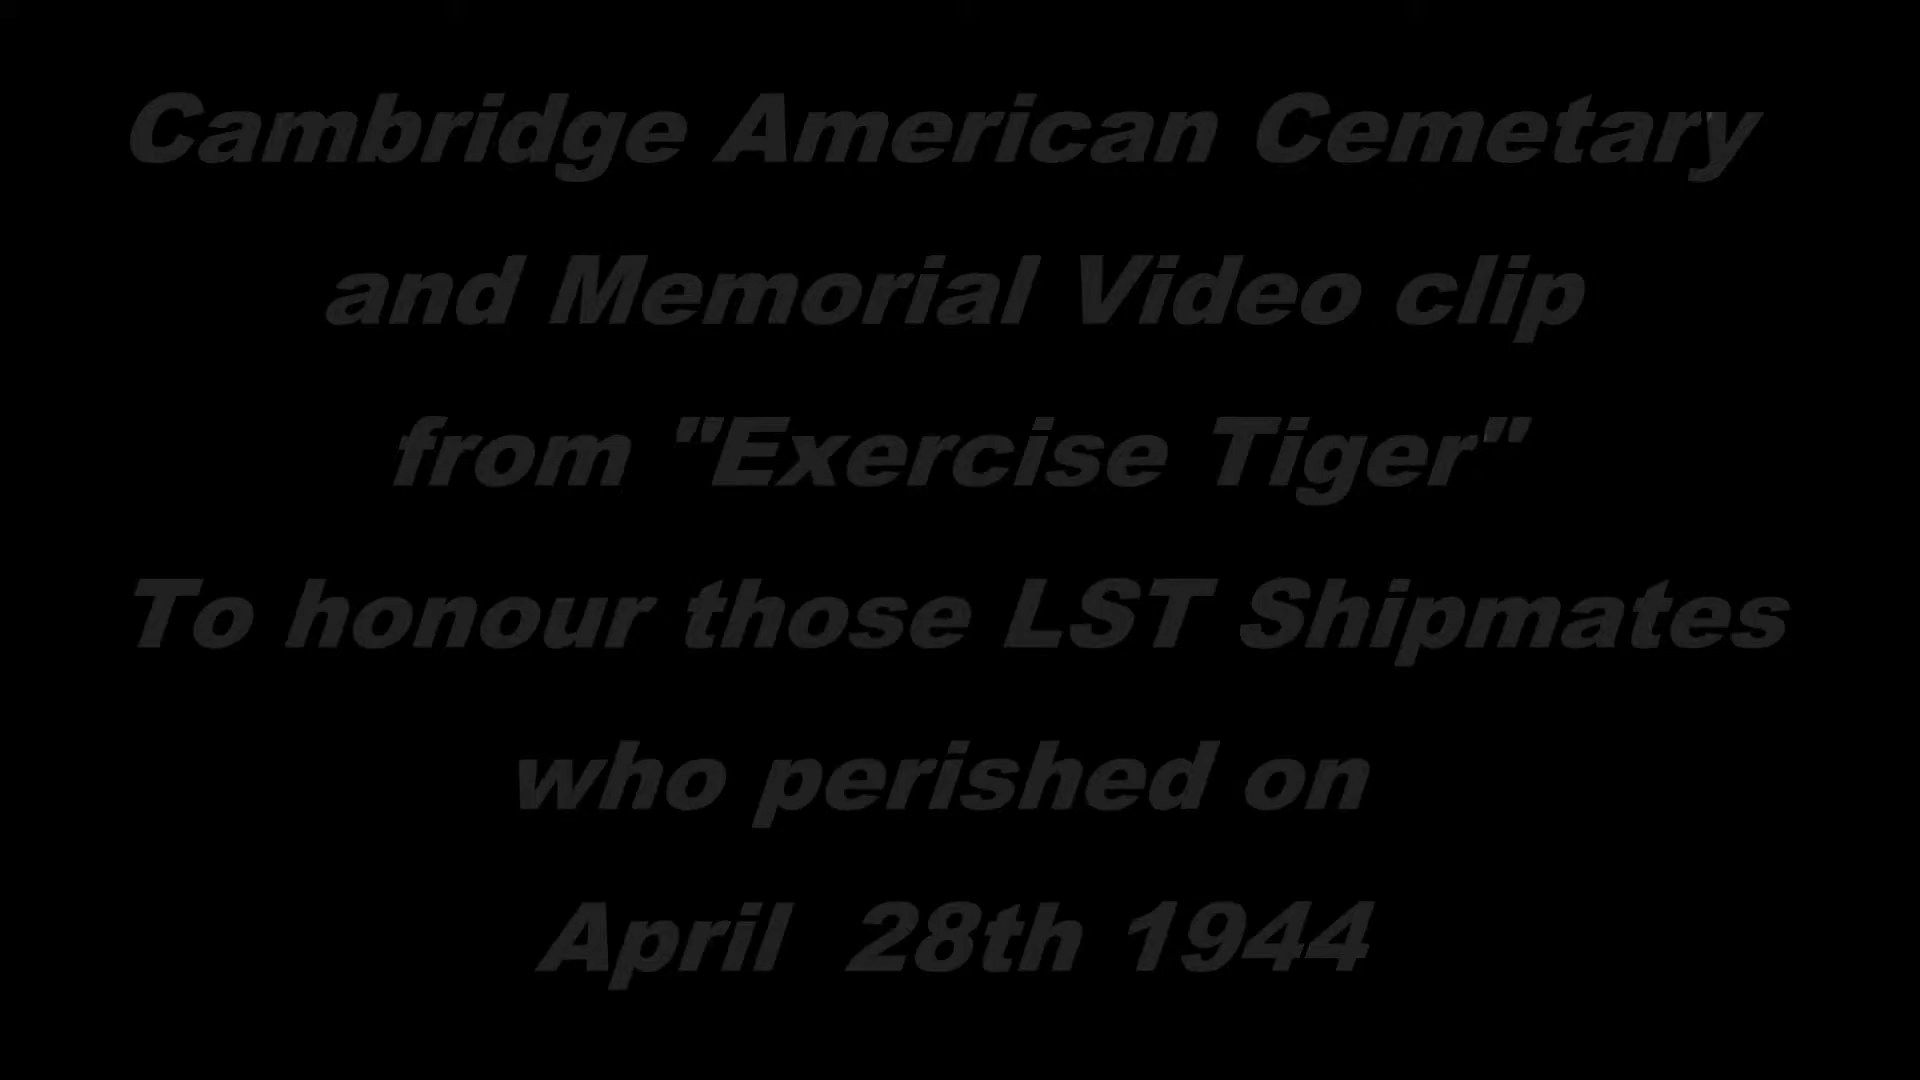 Cambridge American Cemetary
and Memorial Video clip
from "Exercise Tiger"
To honour those LST Shipmates
who perished on
April  28th 1944